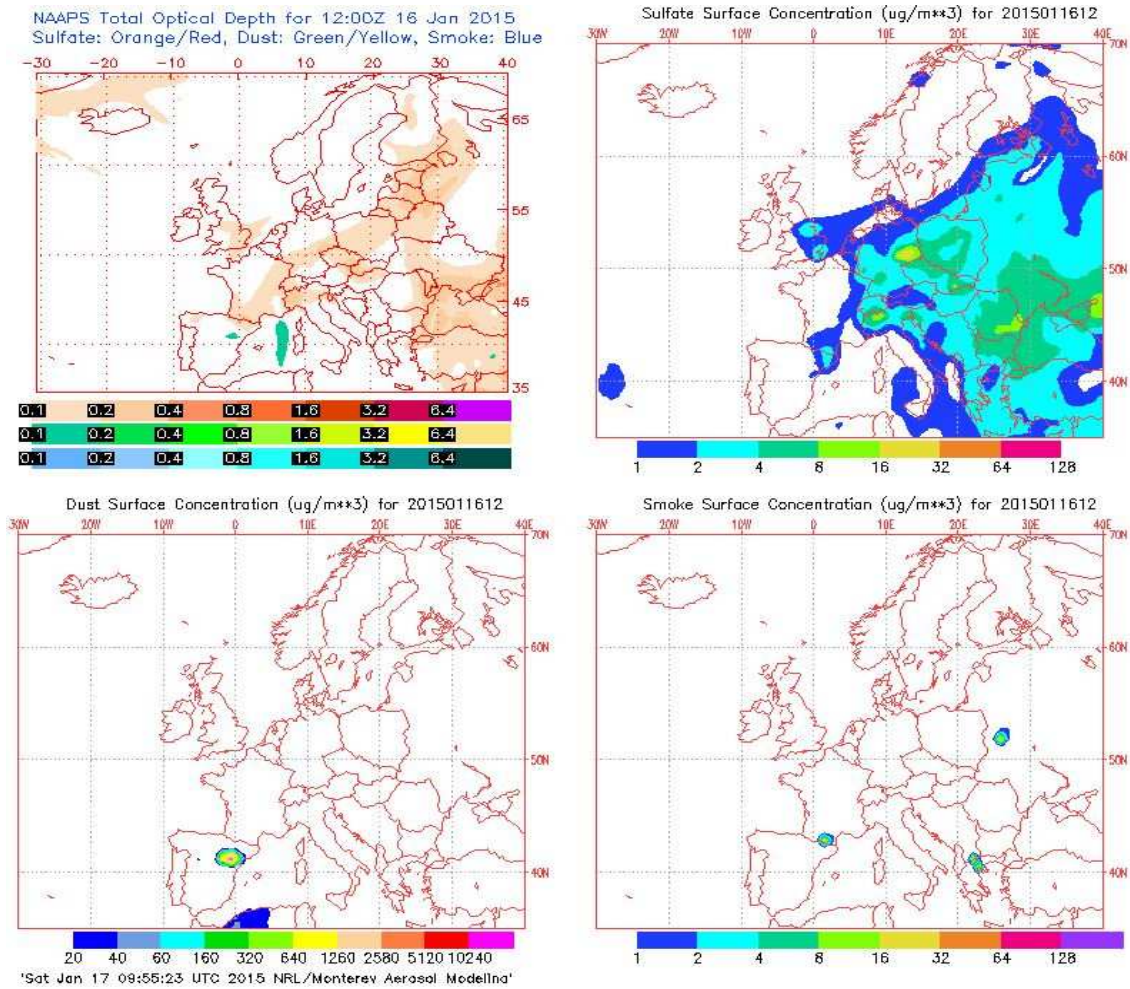 NAAPS Total Optical Depth for 12:00Z 16 Jan 2015
Sulfate: Orange/Red, Dust: Green/Yellow, Smoke: Blue
-30 -20 -10 0 10 20 30 40
65
55
45
35
0.1 0.2 0.4 0.8 1.6 3.2 6.4
0.1 0.2 0.4 0.8 1.6 3.2 6.4
0.1 0.2 0.4 0.8 1.6 3.2 6.4
Sulfate Surface Concentration (ug/m**3) for 2015011612
30W 20W 10W 0 10E 20E 30E 40E
70N
60N
50N
40N
1 2 4 8 16 32 64 128
Dust Surface Concentration (ug/m**3) for 2015011612
30W 20W 10W 0 10E 20E 30E 40E
70N
60N
50N
40N
20 40 60 160 320 640 1260 2580 5120 10240
'Sat Jan 17 09:55:23 UTC 2015 NRL/Monterey Aerosol Modeling'
Smoke Surface Concentration (ug/m**3) for 2015011612
30W 20W 10W 0 10E 20E 30E 40E
70N
60N
50N
40N
1 2 4 8 16 32 64 128